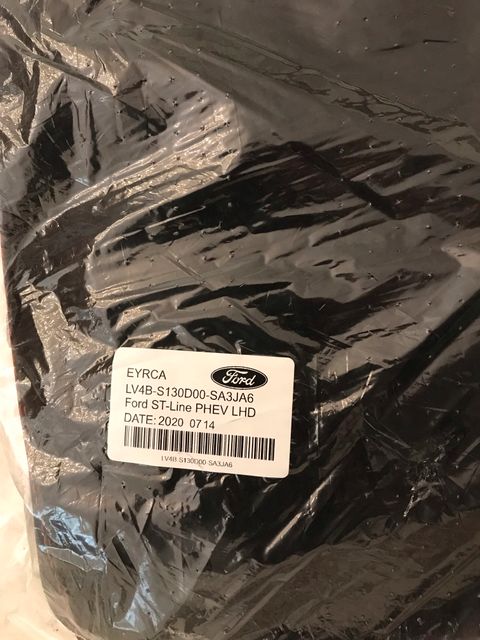 EYRCA
Ford
LV4B-S130D00-SA3JA6
Ford ST-Line PHEV LHD
DATE: 2020 0714
LV4B-S130D00-SA3JA6